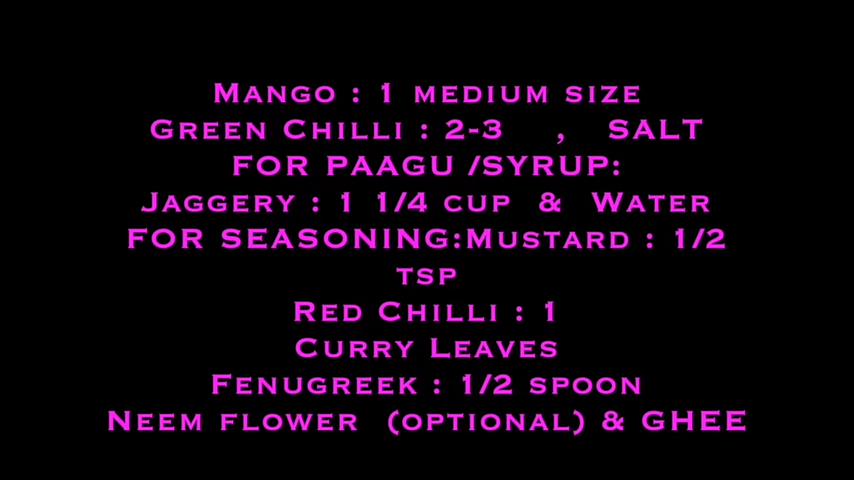 Mango : 1 medium size
Green Chilli : 2-3 , SALT
FOR PAAGU /SYRUP:
Jaggery : 1 1/4 cup & Water
FOR SEASONING:Mustard : 1/2
tsp
Red Chilli : 1
Curry Leaves
Fenugreek : 1/2 spoon
Neem flower (optional) & GHEE